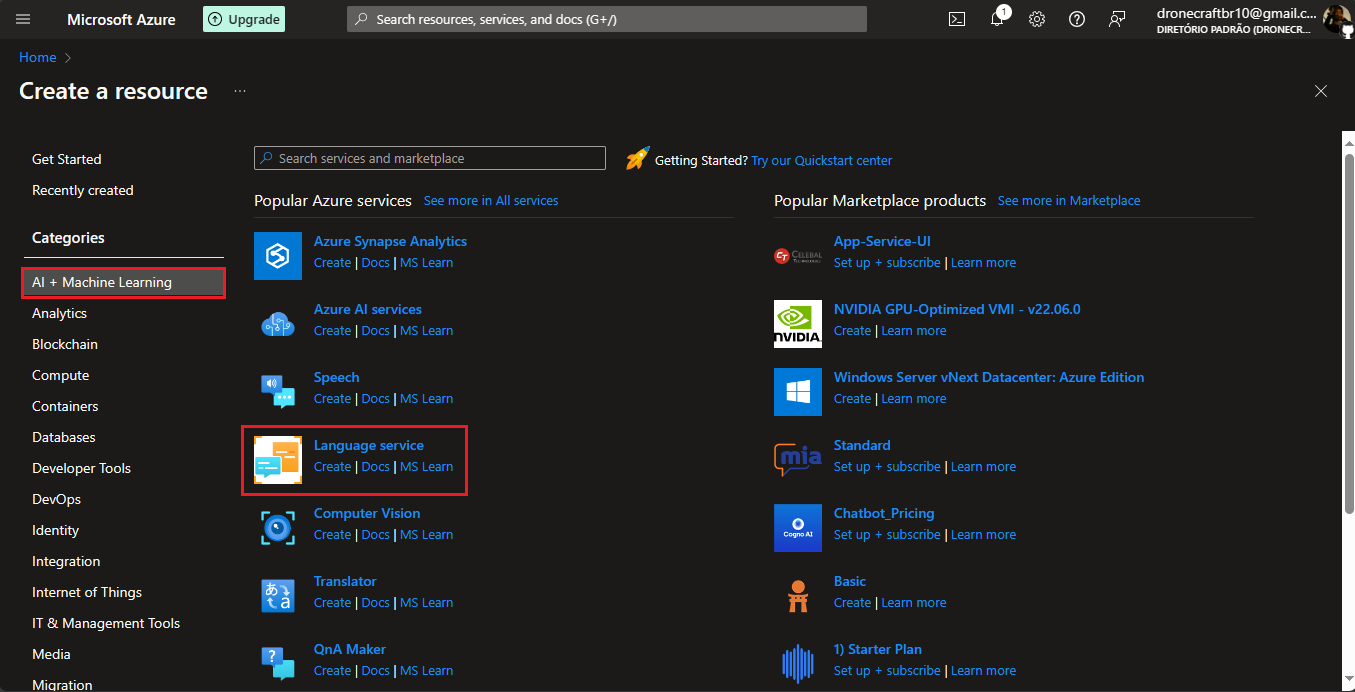 Microsoft Azure
Upgrade
Search resources, services, and docs (G+/)
1
dronecraftbr10@gmail.c...
DIRETÓRIO PADRÃO (DRONECR...
Home
Create a resource
...
Get Started
Recently created
Categories
AI + Machine Learning
Analytics
Blockchain
Compute
Containers
Databases
Developer Tools
DevOps
Identity
Integration
Internet of Things
IT & Management Tools
Media
Migration
Search services and marketplace
Getting Started? Try our Quickstart center
Popular Azure services See more in All services
Azure Synapse Analytics
Create | Docs | MS Learn
Azure AI services
Create | Docs | MS Learn
Speech
Create | Docs | MS Learn
Language service
Create | Docs | MS Learn
Computer Vision
Create | Docs | MS Learn
Translator
Create | Docs | MS Learn
あ
a
QnA Maker
Create | Docs | MS Learn
?
Popular Marketplace products See more in Marketplace
CT CELEBAL
TECHNOLOGIES
App-Service-UI
Set up + subscribe | Learn more
NVIDIA.
NVIDIA GPU-Optimized VMI - v22.06.0
Create | Learn more
Windows Server vNext Datacenter: Azure Edition
Create | Learn more
mia
Standard
Set up + subscribe | Learn more
Cogno AI
Chatbot_Pricing
Set up + subscribe | Learn more
Basic
Create | Learn more
1) Starter Plan
Set up + subscribe | Learn more